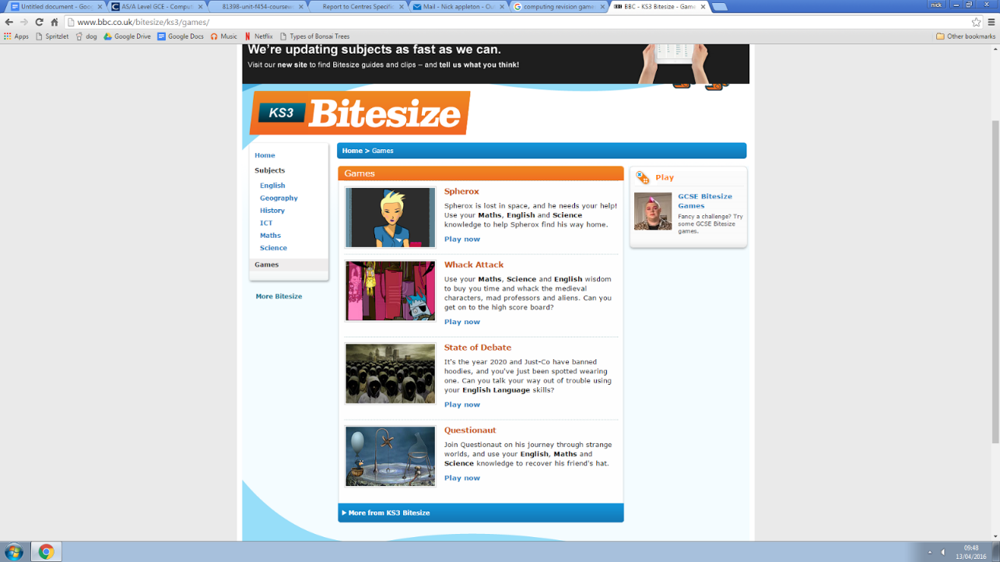 Untitled document - Goog
AS/A Level GCE - Comput
81398-unit-f454-coursew
Report to Centres Specific
Mail - Nick appleton - Ou
computing revision game
BBC - KS3 Bitesize - Game
nick
www.bbc.co.uk/bitesize/ks3/games/
Apps
Spritzlet
dog
Google Drive
Google Docs
Music
Netflix
Types of Bonsai Trees
Other bookmarks
We're updating subjects as fast as we can.
Visit our new site to find Bitesize guides and clips – and tell us what you think!
KS3 Bitesize
Home
Subjects
English
Geography
History
ICT
Maths
Science
Games
More Bitesize
Home > Games
Games
Spherox
Spherox is lost in space, and he needs your help!
Use your Maths, English and Science
knowledge to help Spherox find his way home.
Play now
Whack Attack
Use your Maths, Science and English wisdom
to buy you time and whack the medieval
characters, mad professors and aliens. Can you
get on to the high score board?
Play now
State of Debate
It's the year 2020 and Just-Co have banned
hoodies, and you've just been spotted wearing
one. Can you talk your way out of trouble using
your English Language skills?
Play now
Questionaut
Join Questionaut on his journey through strange
worlds, and use your English, Maths and
Science knowledge to recover his friend's hat.
Play now
More from KS3 Bitesize
Play
GCSE Bitesize
Games
Fancy a challenge? Try
some GCSE Bitesize
games.
09:48
13/04/2016